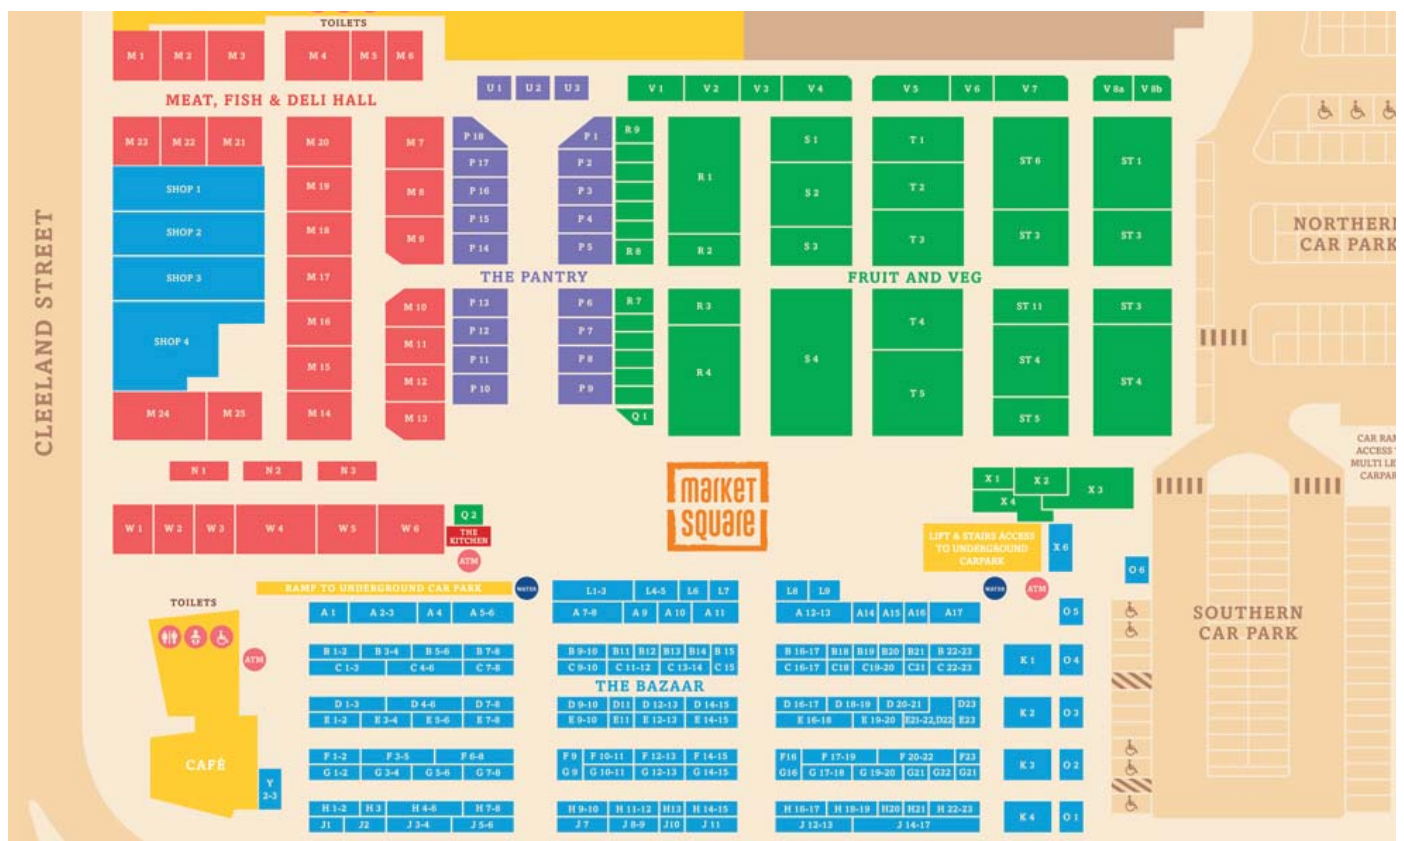 TOILETS
M 1 M 2 M 3 M 4 M 5 M 6
U 1 U 2 U 3
V 1 V 2 V 3 V 4 V 5 V 6 V 7 V 8a V 8b
MEAT, FISH & DELI HALL
M 23 M 22 M 21 M 20 M 7
P 18 P 1 R 9
S 1 T 1
P 17 P 2
ST 6 ST 1
R 1
SHOP 1 M 19 M 8 P 16 P 3 S 2 T 2
P 15 P 4
SHOP 2 M 18 M 9
P 14 P 5 R 8 R 2 S 3 T 3 ST 3 ST 3
NORTHERN
CAR PARK
CLEELAND STREET
SHOP 3 M 17
THE PANTRY
FRUIT AND VEG
M 10 P 13 P 6 R 7 R 3 ST 11 ST 3
M 16 T 4
P 12 P 7
SHOP 4 M 11
P 11 P 8 S 4 ST 4
M 15 R 4
M 12 P 10 P 9 T 5 ST 4
M 24 M 25 M 14 M 13 Q 1 ST 5
CAR RAM
ACCESS
MULTI LE
CARPA
N 1 N 2 N 3
market
square
X 1 X 2 X 3
X 4
W 1 W 2 W 3 W 4 W 5 W 6
Q 2
THE
KITCHEN
ATM
LIFT & STAIRS ACCESS
TO UNDERGROUND
CARPARK
X 6
O 6
RAMP TO UNDERGROUND CAR PARK
WATER
L1-3 L4-5 L6 L7 L8 L9
WATER
ATM
TOILETS
A 1 A 2-3 A 4 A 5-6 A 7-8 A 9 A 10 A 11 A 12-13 A14 A15 A16 A17 O 5
SOUTHERN
CAR PARK
ATM
B 1-2 B 3-4 B 5-6 B 7-8 B 9-10 B11 B12 B13 B14 B 15 B 16-17 B18 B19 B20 B21 B 22-23
K 1 O 4
C 1-3 C 4-6 C 7-8 C 9-10 C 11-12 C 13-14 C 15 C 16-17 C18 C19-20 C21 C 22-23
THE BAZAAR
D 1-3 D 4-6 D 7-8 D 9-10 D11 D 12-13 D 14-15 D 16-17 D 18-19 D 20-21 D23
K 2 O 3
E 1-2 E 3-4 E 5-6 E 7-8 E 9-10 E11 E 12-13 E 14-15 E 16-18 E 19-20 E21-22,D22 E23
F 1-2 F 3-5 F 6-8 F 9 F 10-11 F 12-13 F 14-15 F16 F 17-19 F 20-22 F23
CAFÉ
K 3 O 2
G 1-2 G 3-4 G 5-6 G 7-8 G 9 G 10-11 G 12-13 G 14-15 G16 G 17-18 G 19-20 G21 G22 G21
Y
2-3
H 1-2 H 3 H 4-6 H 7-8 H 9-10 H 11-12 H13 H 14-15 H 16-17 H 18-19 H20 H21 H 22-23
K 4 O 1
J1 J2 J 3-4 J 5-6 J 7 J 8-9 J10 J 11 J 12-13 J 14-17